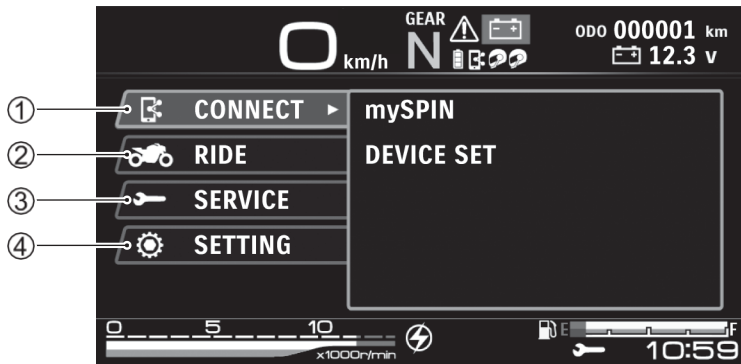 GEAR
0 km/h N
ODO 000001 km
12.3 V
1 CONNECT
2 RIDE
3 SERVICE
4 SETTING
mySPIN
DEVICE SET
0 5 10
x1000r/min
E F
10:59